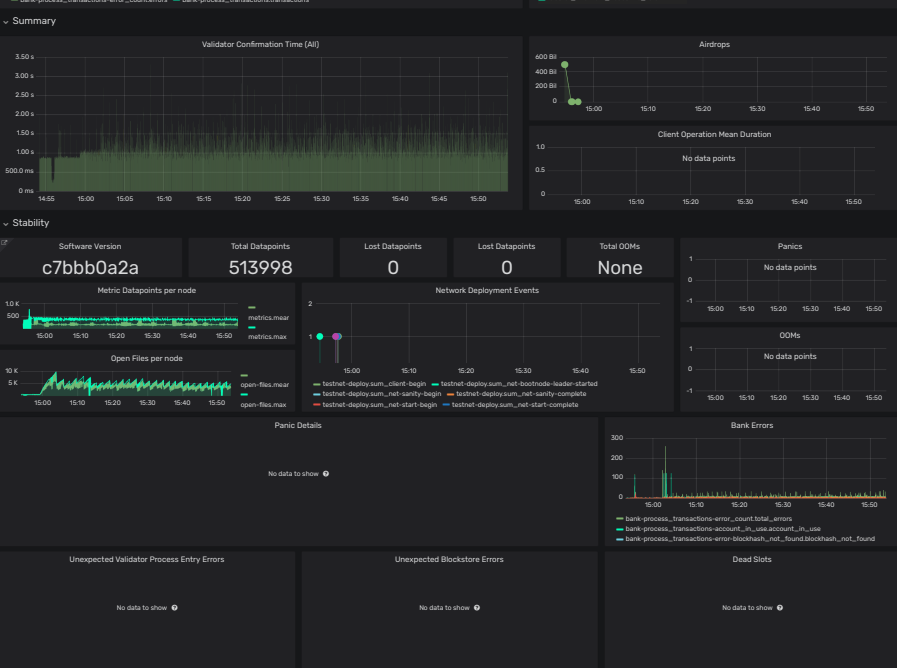 bank-process_transactions-error_count.errors bank-process_transactions.transactions
Summary
Validator Confirmation Time (All)
3.50 s
3.00 s
2.50 s
2.00 s
1.50 s
1.00 s
500.0 ms
0 ms
14:55 15:00 15:05 15:10 15:15 15:20 15:25 15:30 15:35 15:40 15:45 15:50
Airdrops
600 Bil
400 Bil
200 Bil
0
15:00 15:10 15:20 15:30 15:40 15:50
Client Operation Mean Duration
1.0
0.5
0
No data points
15:00 15:10 15:20 15:30 15:40 15:50
Stability
Software Version
c7bbb0a2a
Total Datapoints
513998
Lost Datapoints
0
Lost Datapoints
0
Total OOMs
None
Panics
1
0
-1
No data points
15:00 15:10 15:20 15:30 15:40 15:50
Metric Datapoints per node
1.0 K
500
15:00 15:10 15:20 15:30 15:40 15:50
metrics.mear
metrics.max
Network Deployment Events
2
1
15:00 15:10 15:20 15:30 15:40 15:50
testnet-deploy.sum_client-begin testnet-deploy.sum_net-bootnode-leader-started
testnet-deploy.sum_net-sanity-begin testnet-deploy.sum_net-sanity-complete
testnet-deploy.sum_net-start-begin testnet-deploy.sum_net-start-complete
OOMs
1
0
-1
No data points
15:00 15:10 15:20 15:30 15:40 15:50
Open Files per node
10 K
5 K
15:00 15:10 15:20 15:30 15:40 15:50
open-files.mear
open-files.max
Panic Details
No data to show
Bank Errors
300
200
100
0
15:00 15:10 15:20 15:30 15:40 15:50
bank-process_transactions-error_count.total_errors
bank-process_transactions-account_in_use.account_in_use
bank-process_transactions-error-blockhash_not_found.blockhash_not_found
Unexpected Validator Process Entry Errors
No data to show
Unexpected Blockstore Errors
No data to show
Dead Slots
No data to show